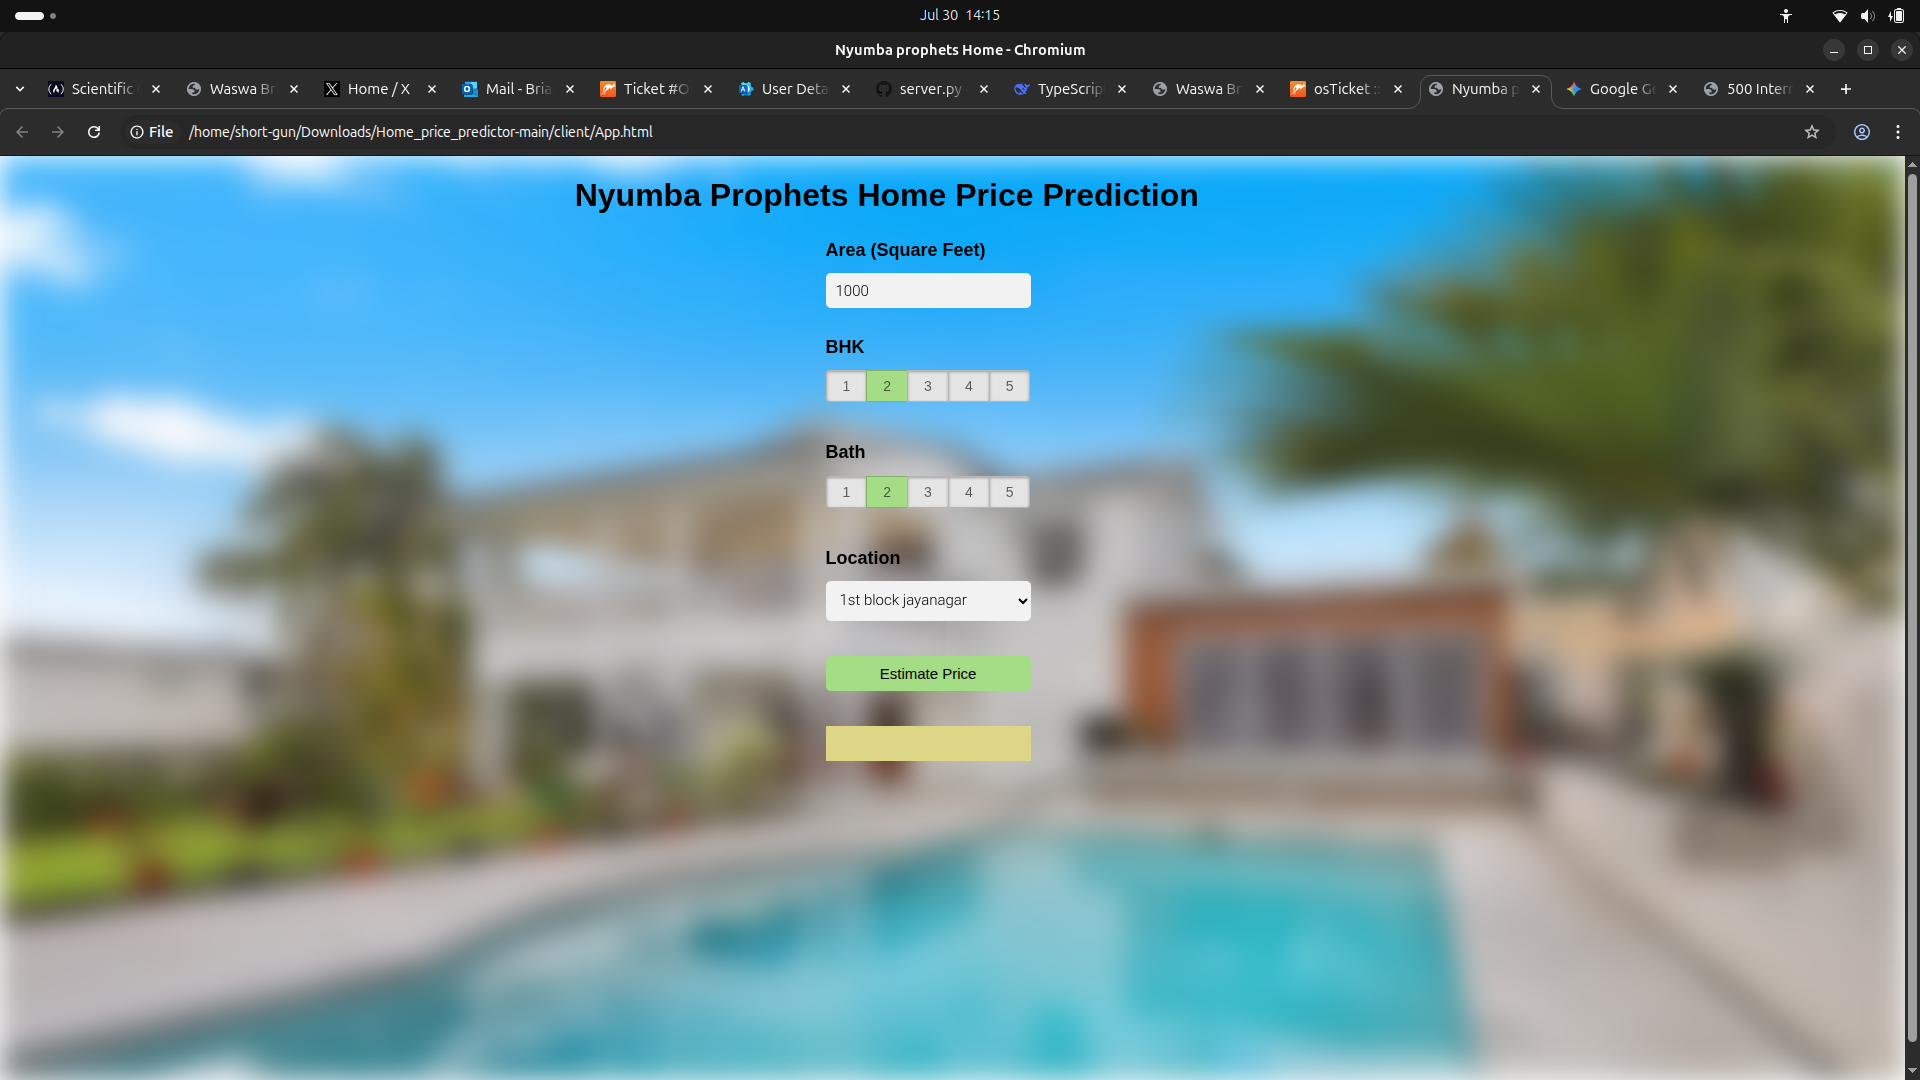 Jul 30 14:15
Nyumba prophets Home - Chromium
Scientific
Waswa Br
Home / X
Mail - Bria
Ticket #O
User Deta
server.py -
TypeScrip
Waswa Br
osTicket ::
Nyumba p
Google Ge
500 Intern
File /home/short-gun/Downloads/Home_price_predictor-main/client/App.html
Nyumba Prophets Home Price Prediction
Area (Square Feet)
1000
BHK
1 2 3 4 5
Bath
1 2 3 4 5
Location
1st block jayanagar
Estimate Price